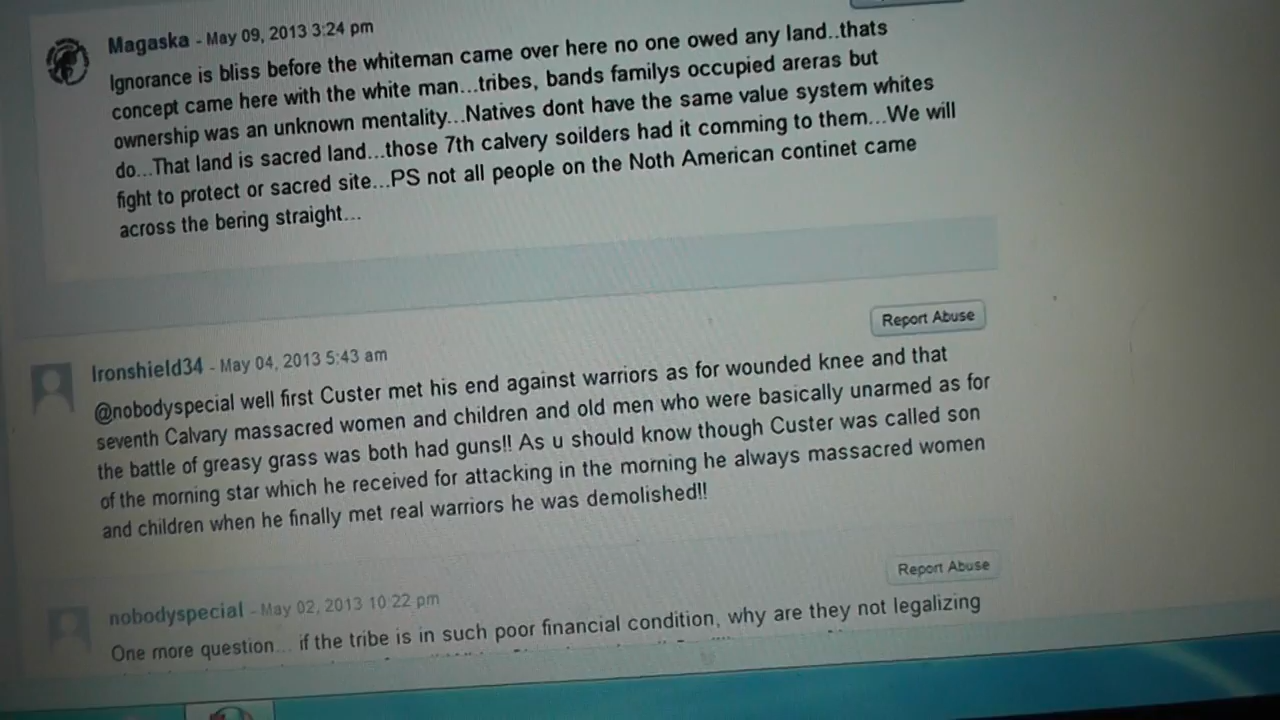 Magaska - May 09, 2013 3:24 pm
Ignorance is bliss before the whiteman came over here no one owed any land..thats
concept came here with the white man...tribes, bands familys occupied areras but
ownership was an unknown mentality...Natives dont have the same value system whites
do...That land is sacred land...those 7th calvery soilders had it comming to them...We will
fight to protect or sacred site...PS not all people on the Noth American continet came
across the bering straight...
Report Abuse
Ironshield34 - May 04, 2013 5:43 am
@nobodyspecial well first Custer met his end against warriors as for wounded knee and that
seventh Calvary massacred women and children and old men who were basically unarmed as for
the battle of greasy grass was both had guns!! As u should know though Custer was called son
of the morning star which he received for attacking in the morning he always massacred women
and children when he finally met real warriors he was demolished!!
Report Abuse
nobodyspecial - May 02, 2013 10:22 pm
One more question... if the tribe is in such poor financial condition, why are they not legalizing